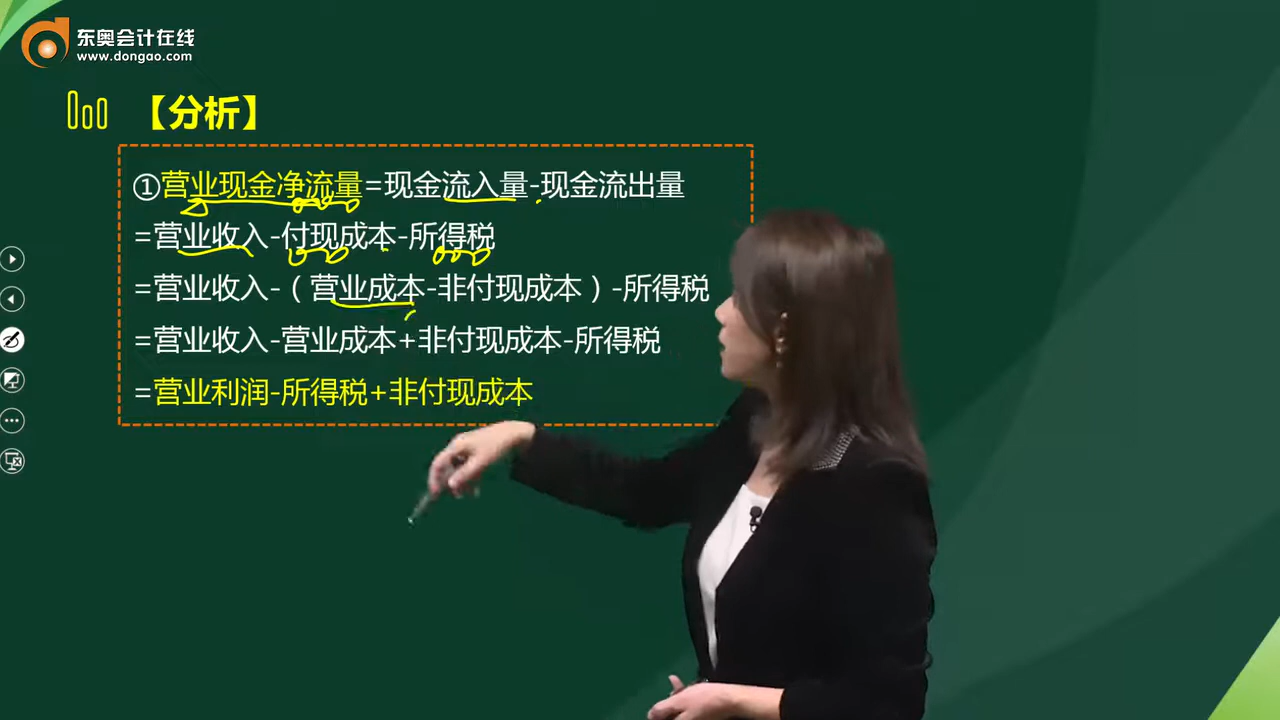 东奥会计在线
www.dongao.com
【分析】
①营业现金净流量=现金流入量-现金流出量
=营业收入-付现成本-所得税
=营业收入-（营业成本-非付现成本）-所得税
=营业收入-营业成本+非付现成本-所得税
=营业利润-所得税+非付现成本